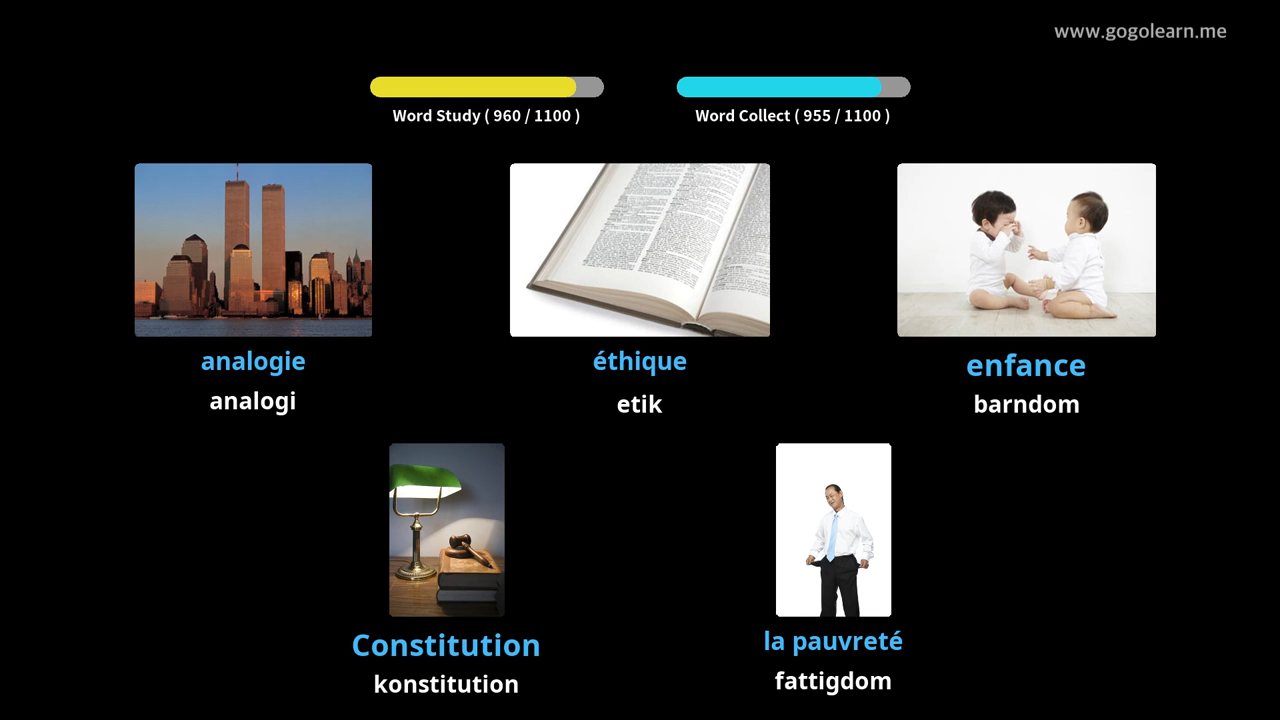 www.gogolearn.me
Word Study ( 960 / 1100 )
Word Collect ( 955 / 1100 )
analogie
analogi
éthique
etik
enfance
barndom
Constitution
konstitution
la pauvreté
fattigdom